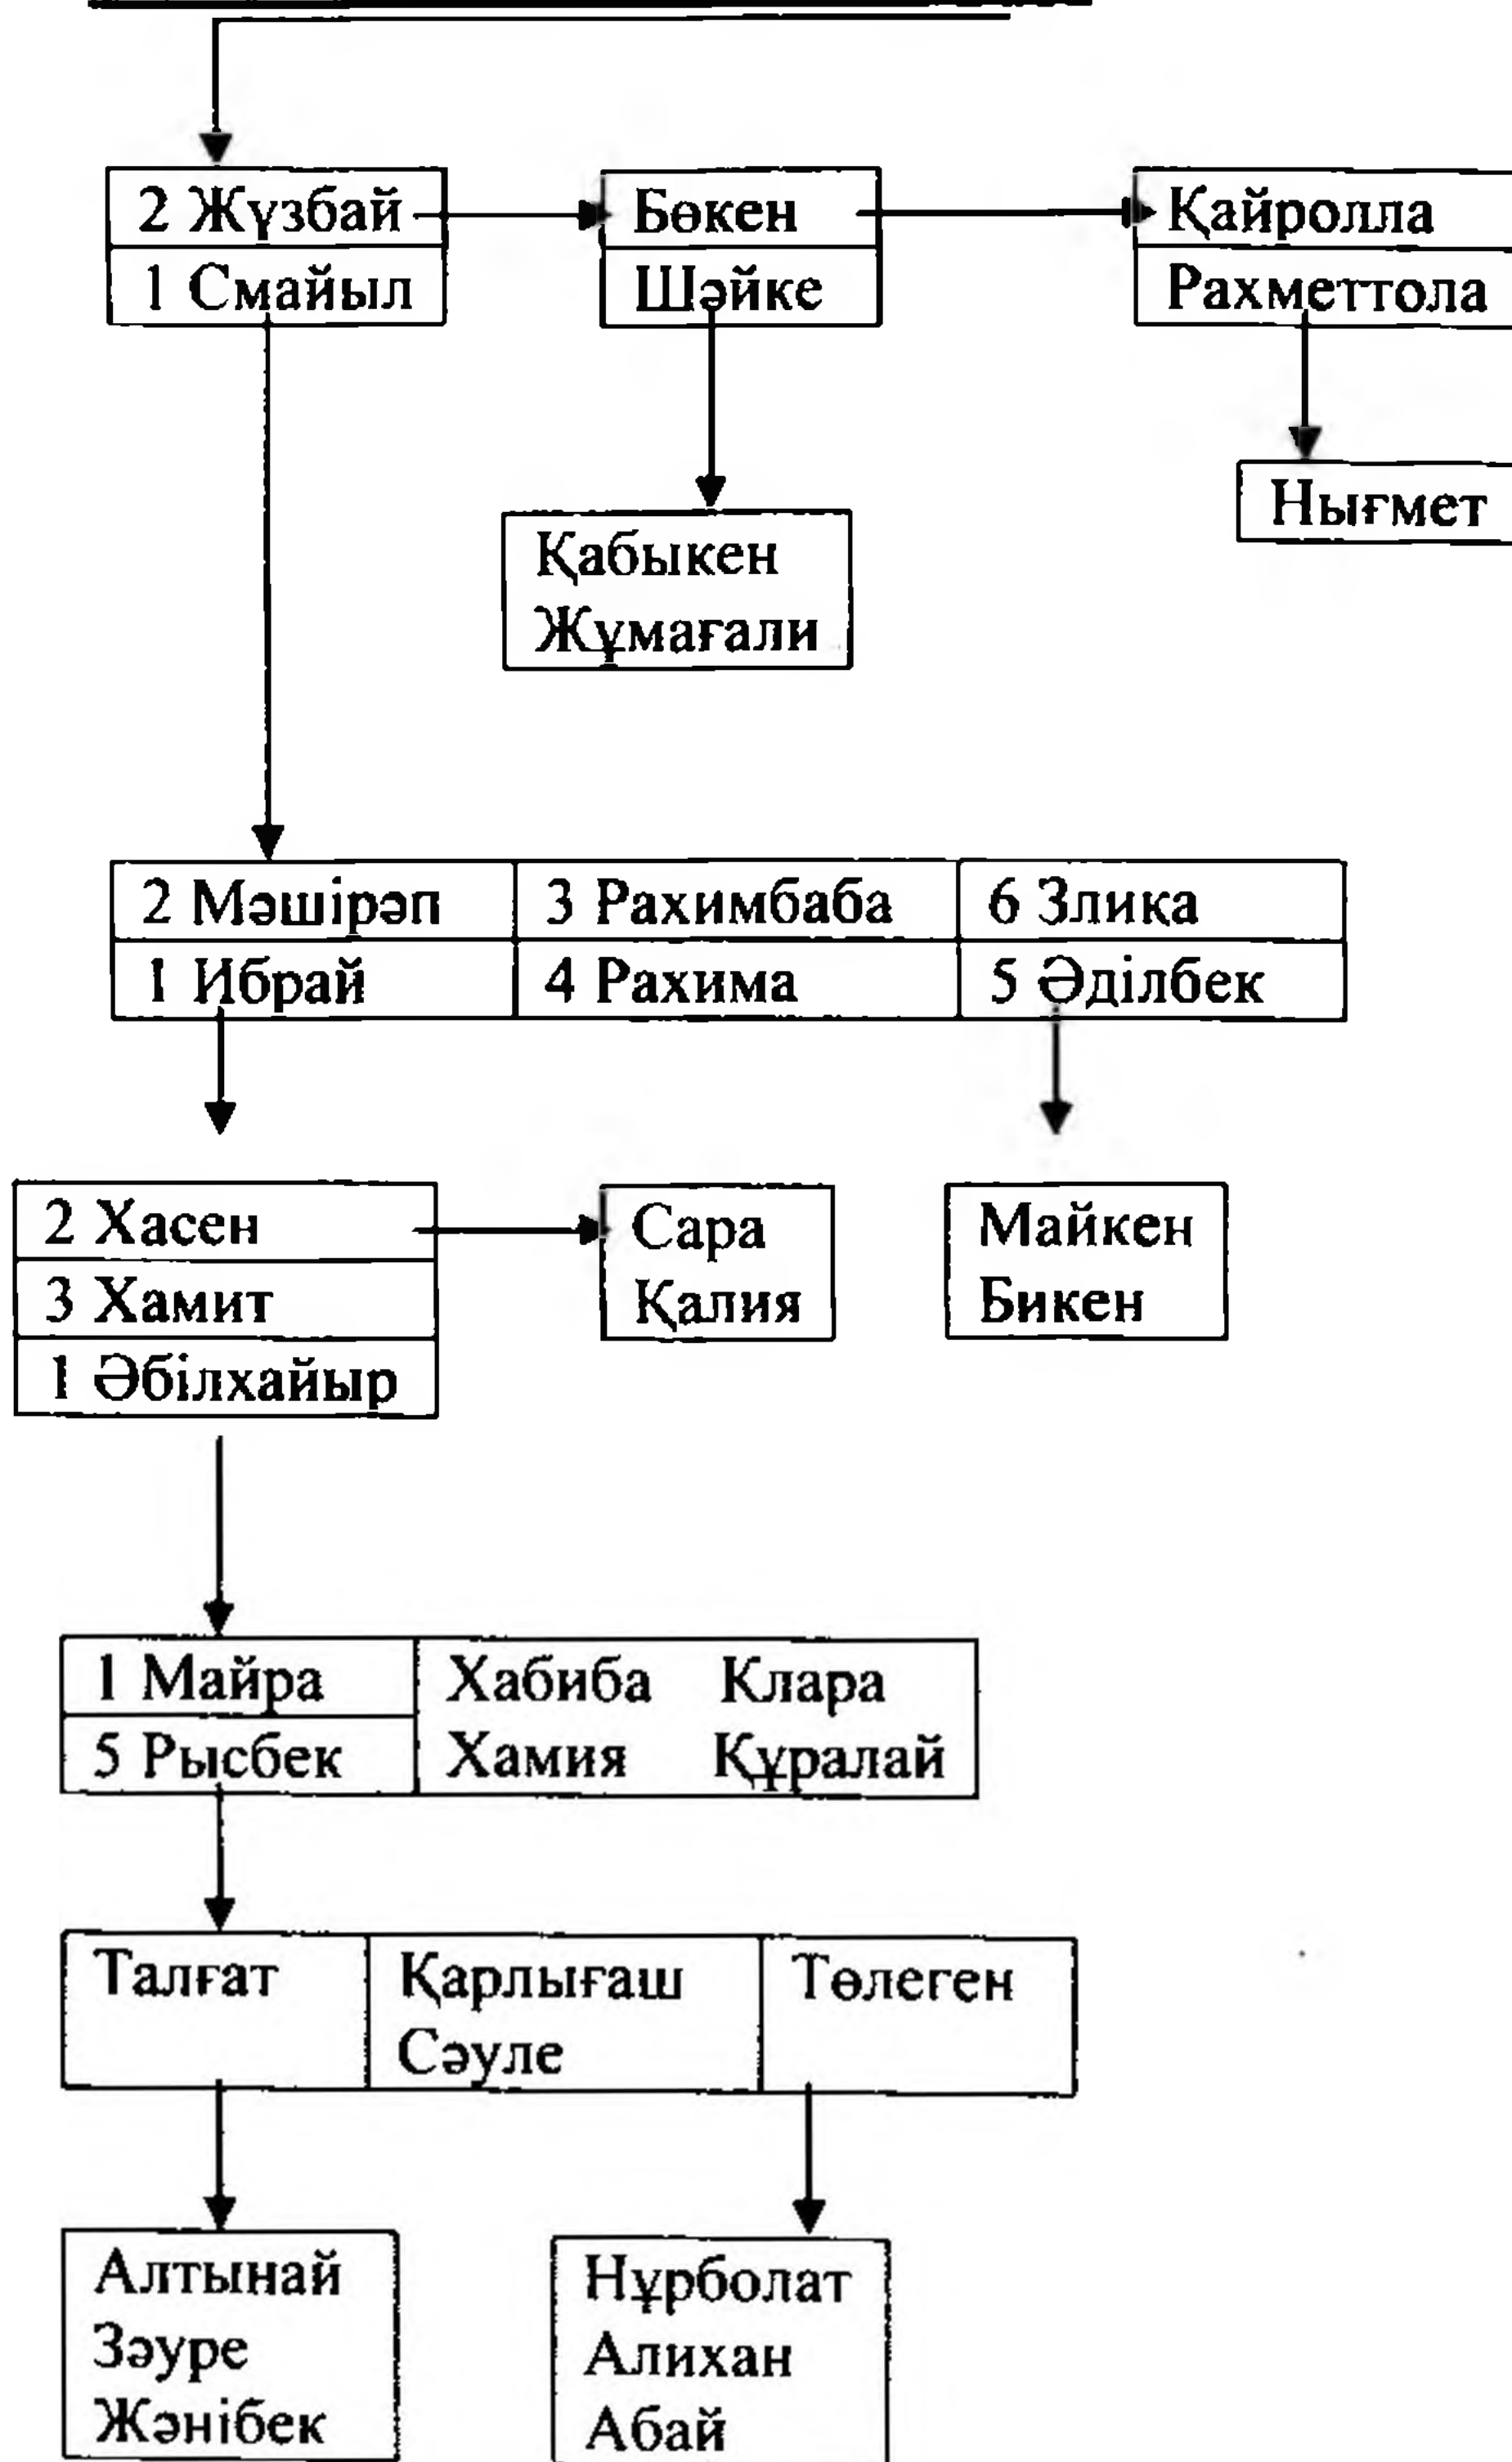 2 Жүзбай Бөкен Қайролла
1 Смайыл Шәйке Рахметтола
Нығмет
Қабыкен
Жұмағали
2 Мәшірәп 3 Рахимбаба 6 Злиқа
1 Ибрай 4 Рахима 5 Әділбек
2 Хасен Сара Майкен
3 Хамит Қалия Бикен
1 Әбілхайыр
1 Майра Хабиба Клара
5 Рысбек Хамия Құралай
Талғат Қарлығаш Төлеген
Сәуле
Алтынай Нұрболат
Зәуре Алихан
Жәнібек Абай